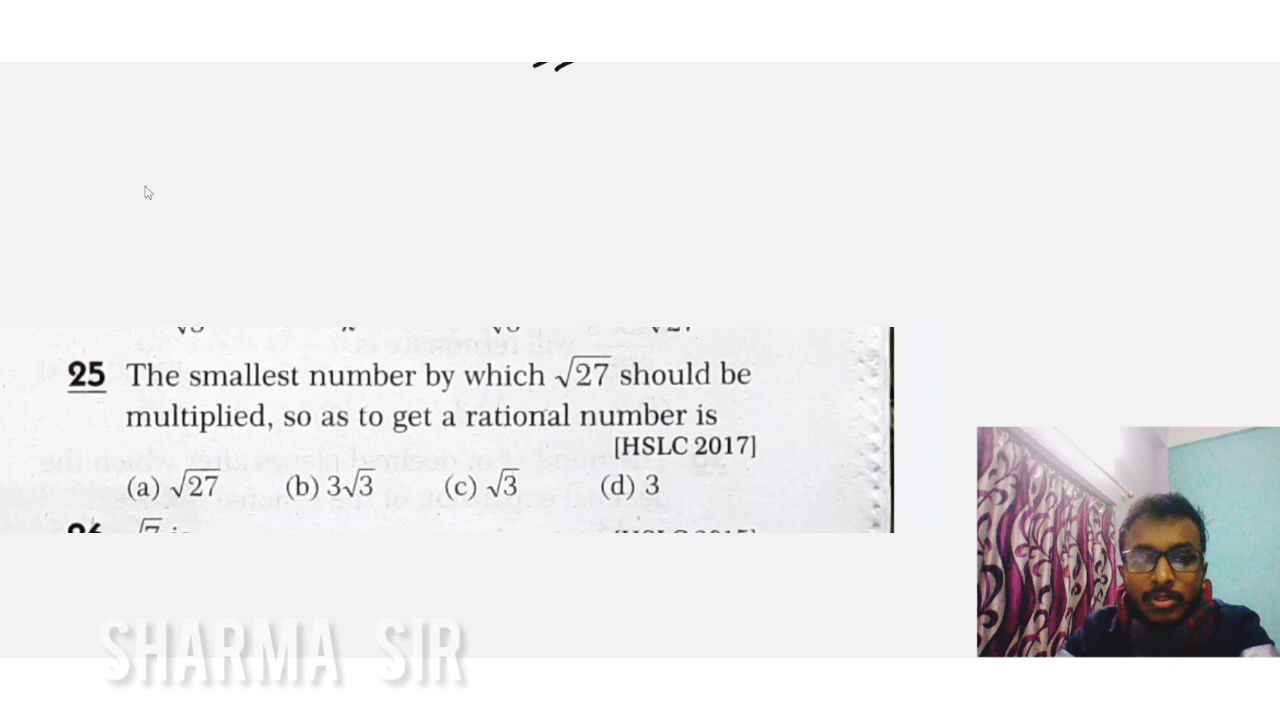 25 The smallest number by which √27 should be
multiplied, so as to get a rational number is
[HSLC 2017]
(a) √27 (b) 3√3 (c) √3 (d) 3
SHARMA SIR